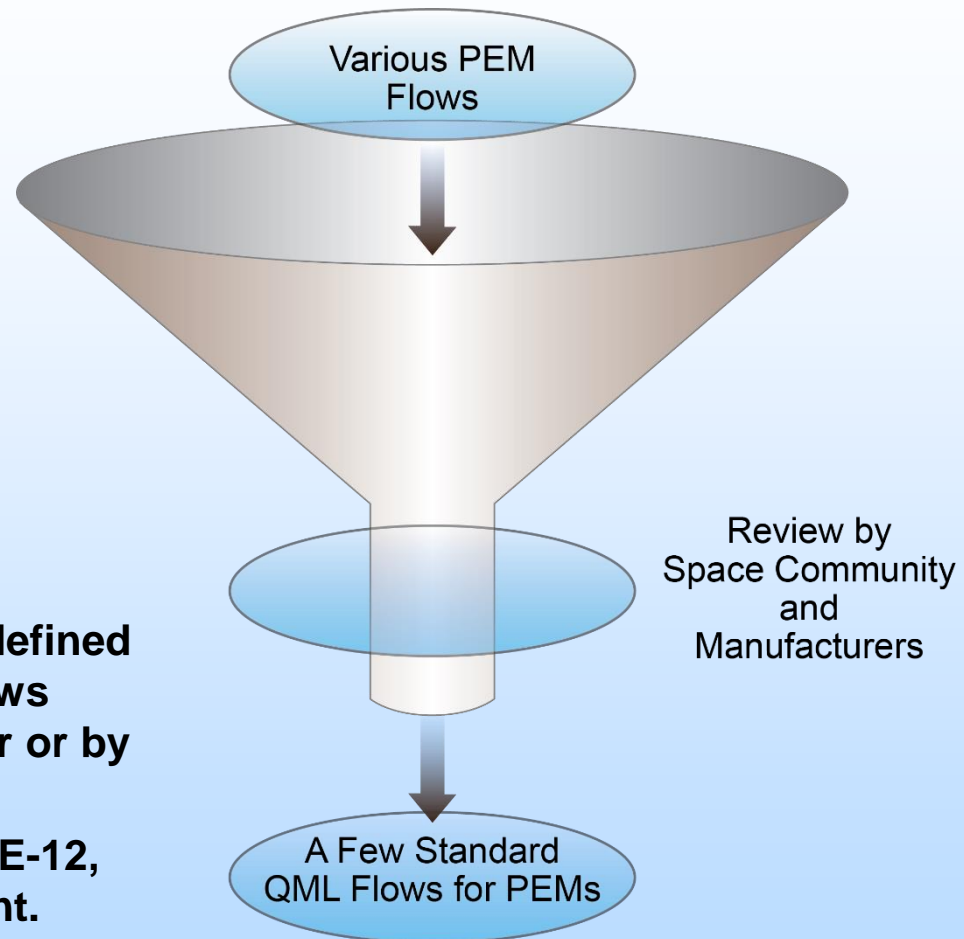 Various PEM
Flows
Review by
Space Community
and
Manufacturers
defined
ws
r or by
E-12,
nt.
A Few Standard
QML Flows for PEMs